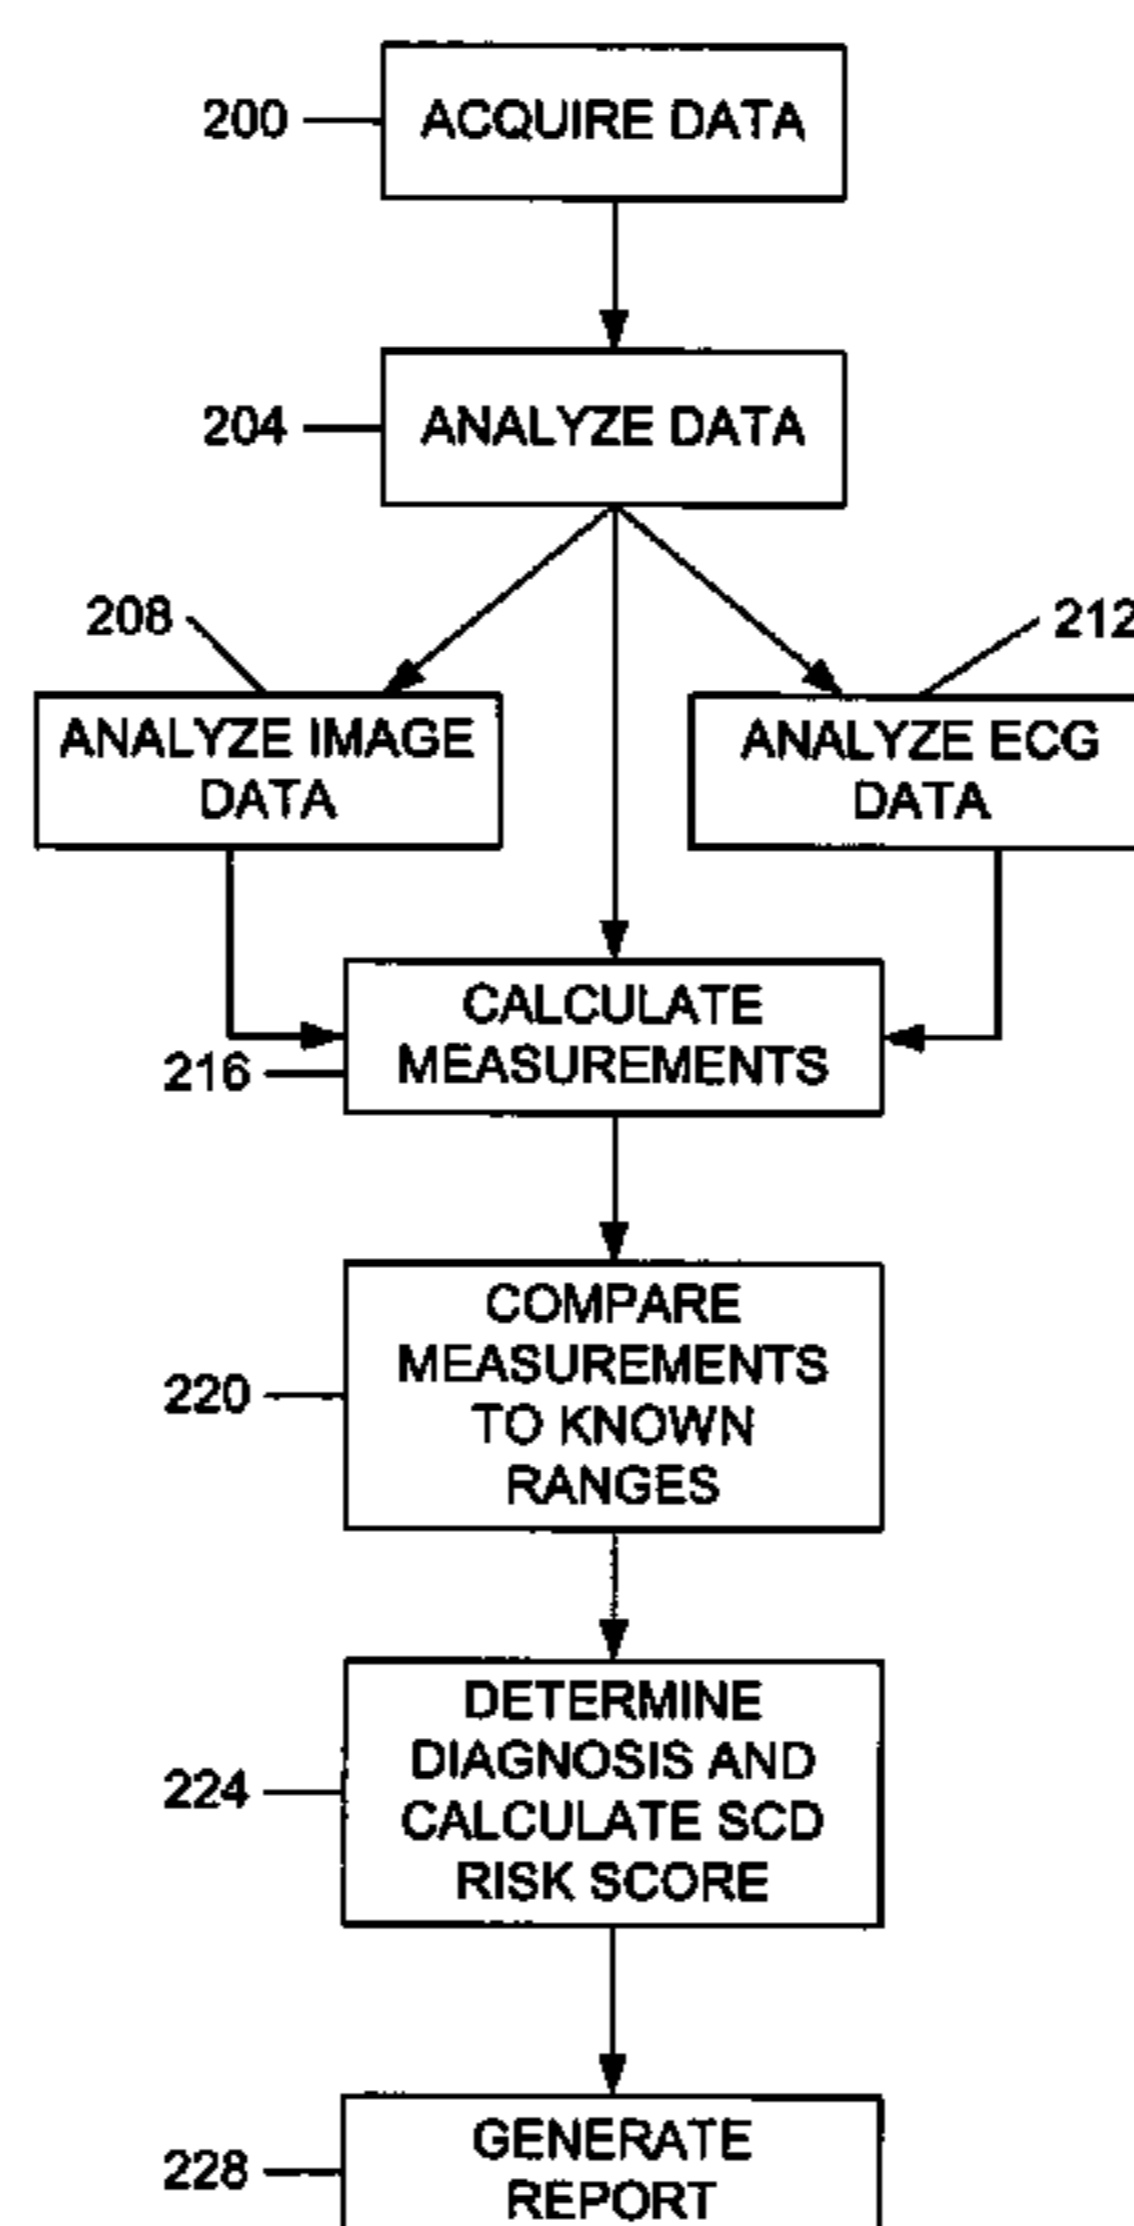 200
ACQUIRE DATA
204
ANALYZE DATA
208
212
ANALYZE IMAGE
DATA
ANALYZE ECG
DATA
CALCULATE
MEASUREMENTS
216
COMPARE
MEASUREMENTS
TO KNOWN
RANGES
220
DETERMINE
DIAGNOSIS AND
CALCULATE SCD
RISK SCORE
224
GENERATE
REPORT
228